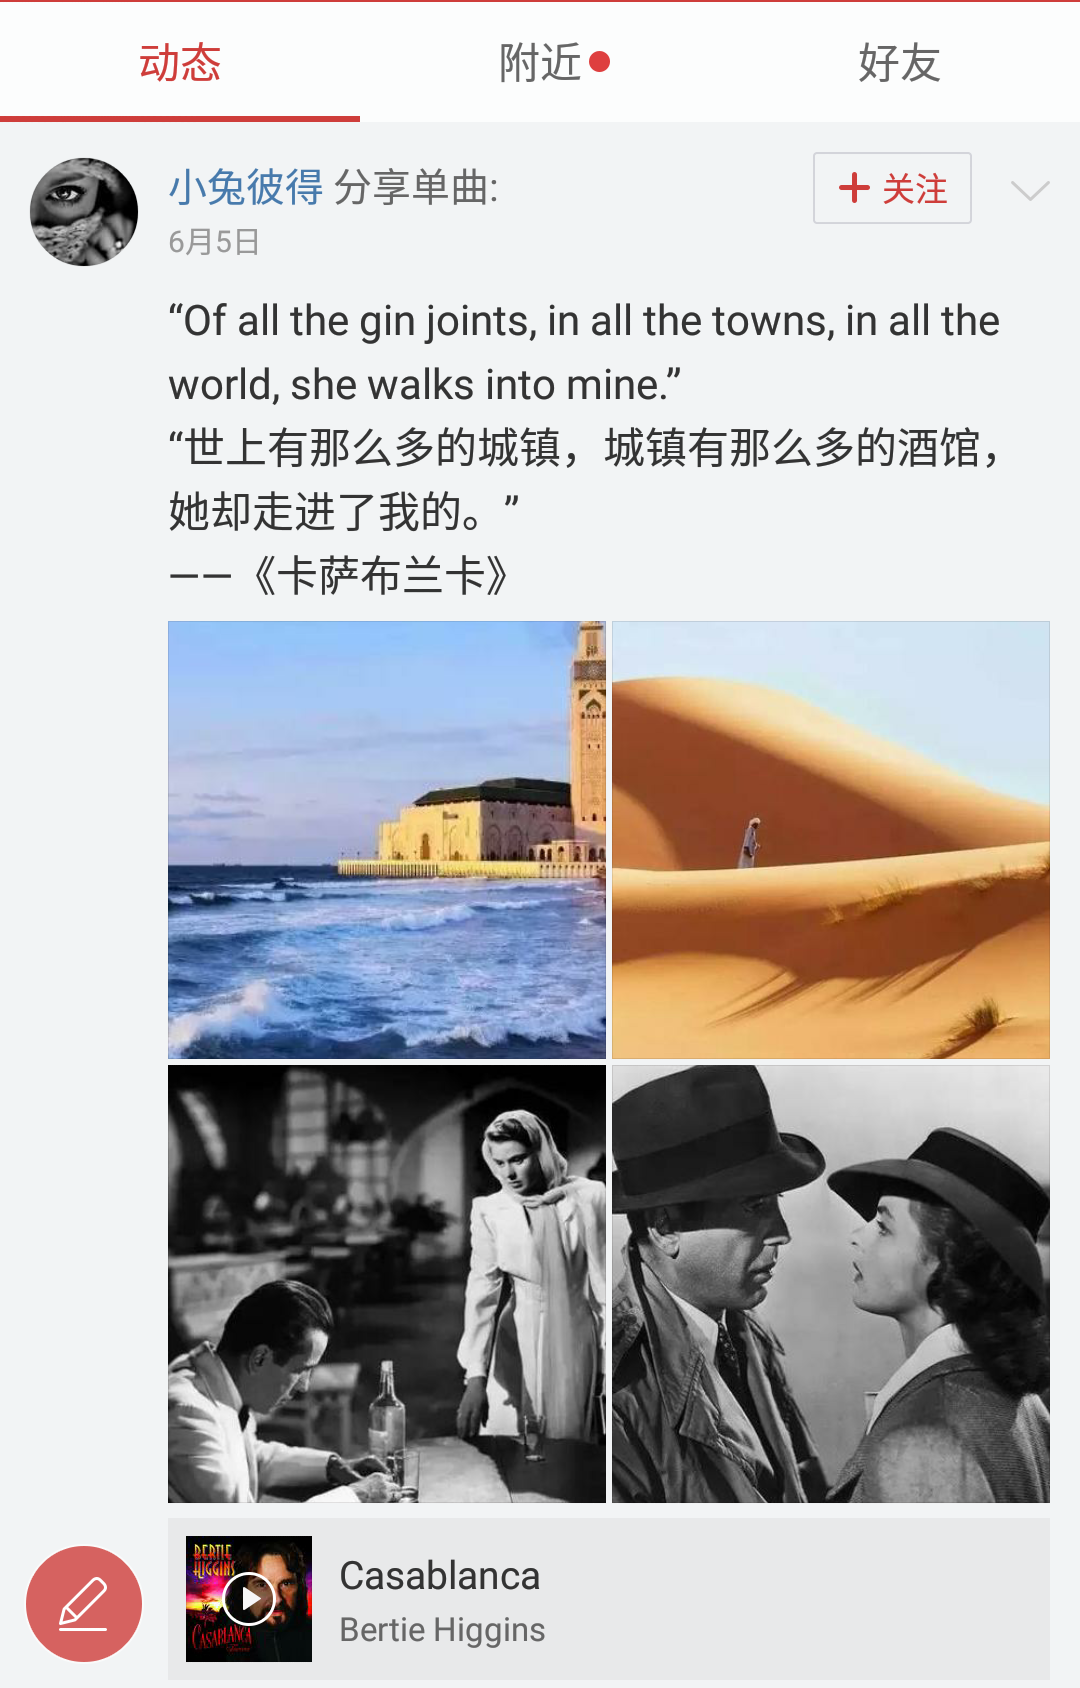 动态
附近
好友
小兔彼得 分享单曲:
关注
6月5日
“Of all the gin joints, in all the towns, in all the
world, she walks into mine.”
“世上有那么多的城镇，城镇有那么多的酒馆，
她却走进了我的。”
——《卡萨布兰卡》
BERTIE
HIGGINS
CASABLANCA
Casablanca
Bertie Higgins